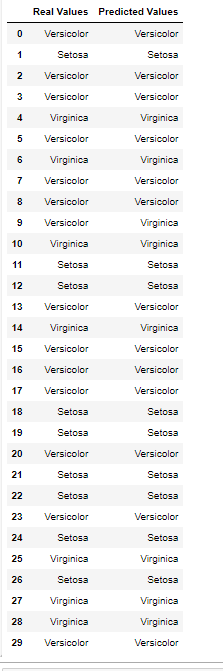 Real Values Predicted Values
0 Versicolor Versicolor
1 Setosa Setosa
2 Versicolor Versicolor
3 Versicolor Versicolor
4 Virginica Virginica
5 Versicolor Versicolor
6 Virginica Virginica
7 Versicolor Versicolor
8 Versicolor Versicolor
9 Versicolor Virginica
10 Virginica Virginica
11 Setosa Setosa
12 Setosa Setosa
13 Versicolor Versicolor
14 Virginica Virginica
15 Versicolor Versicolor
16 Versicolor Versicolor
17 Versicolor Versicolor
18 Setosa Setosa
19 Setosa Setosa
20 Versicolor Versicolor
21 Setosa Setosa
22 Setosa Setosa
23 Versicolor Versicolor
24 Setosa Setosa
25 Virginica Virginica
26 Setosa Setosa
27 Virginica Virginica
28 Virginica Virginica
29 Versicolor Versicolor